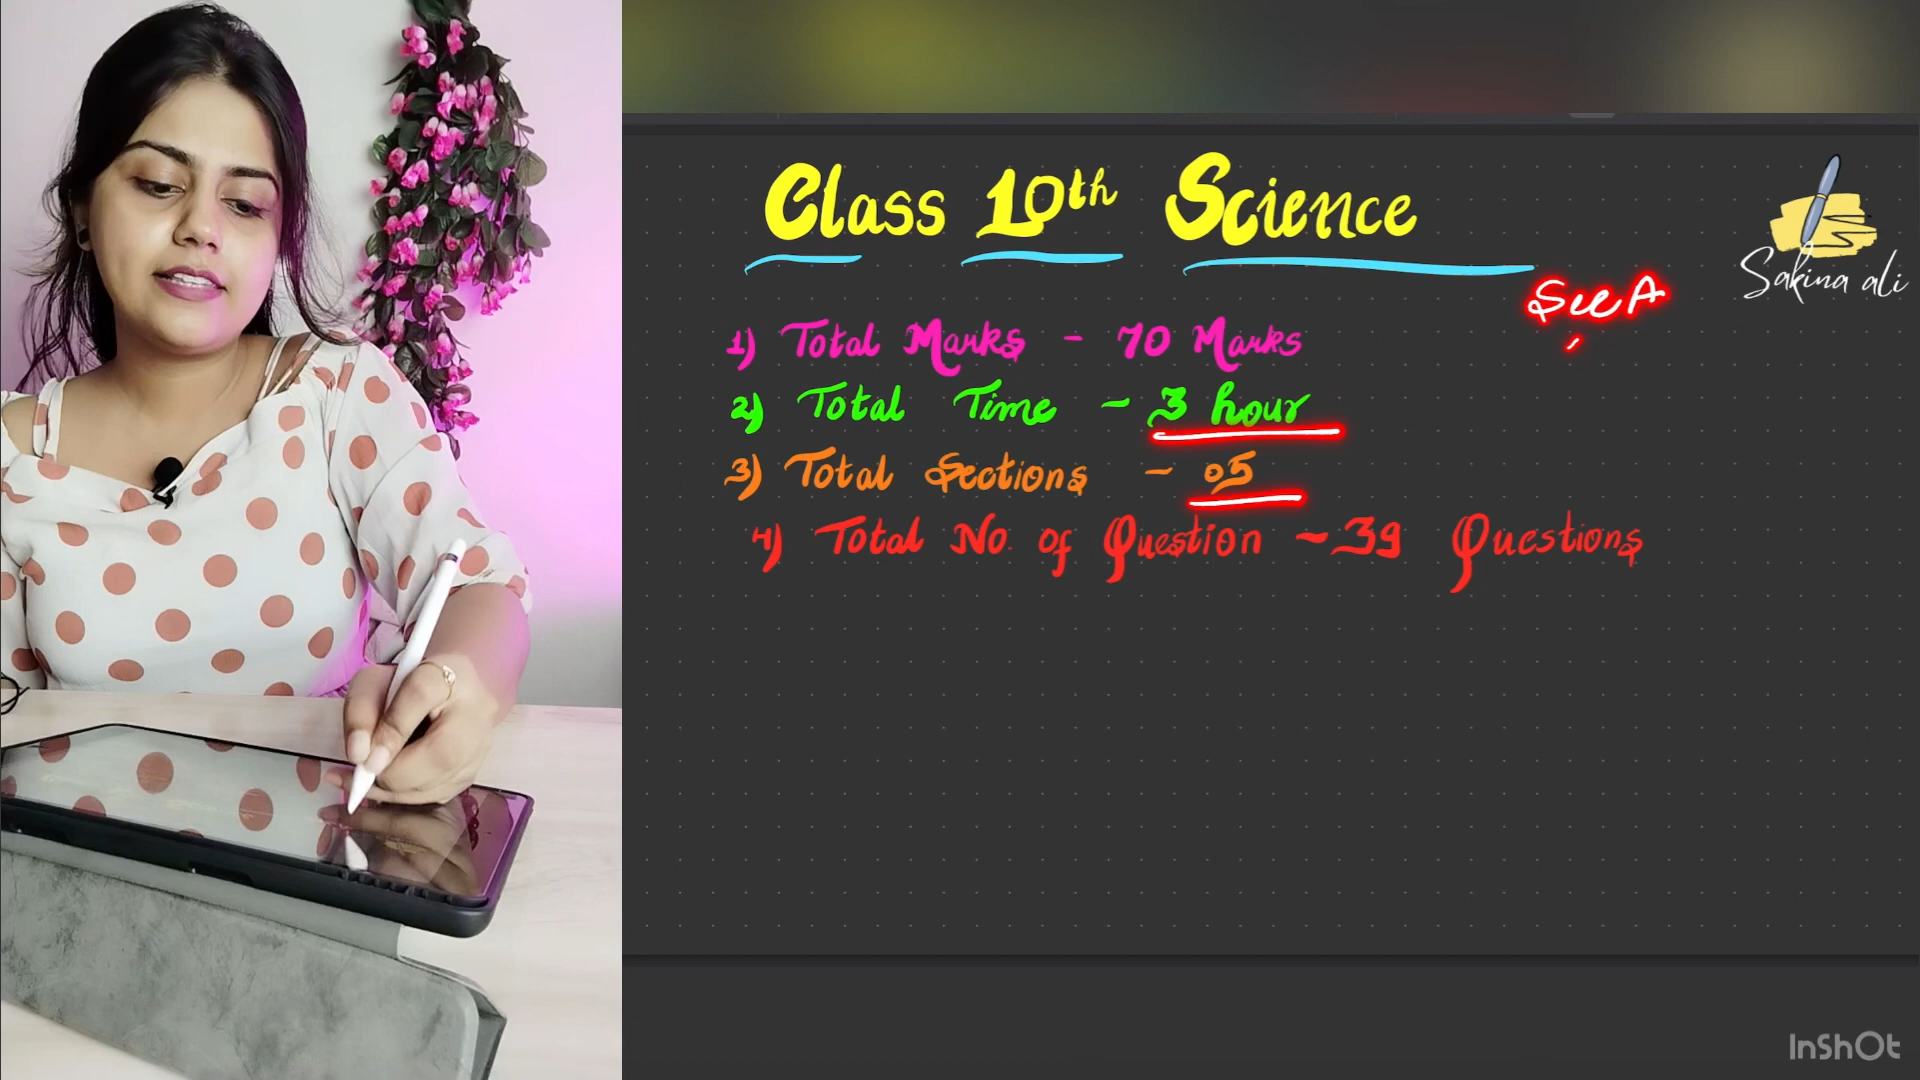 Class 10th Science
Sakina ali
Sec A
1) Total Marks - 70 Marks
2) Total Time - 3 hour
3) Total Sections - 05
4) Total No. of Question - 39 Questions
InShOt